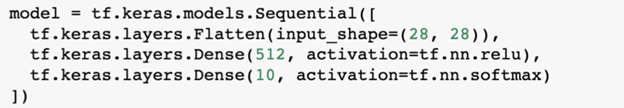 model = tf.keras.models.Sequential([
  tf.keras.layers.Flatten(input_shape=(28, 28)),
  tf.keras.layers.Dense(512, activation=tf.nn.relu),
  tf.keras.layers.Dense(10, activation=tf.nn.softmax)
])